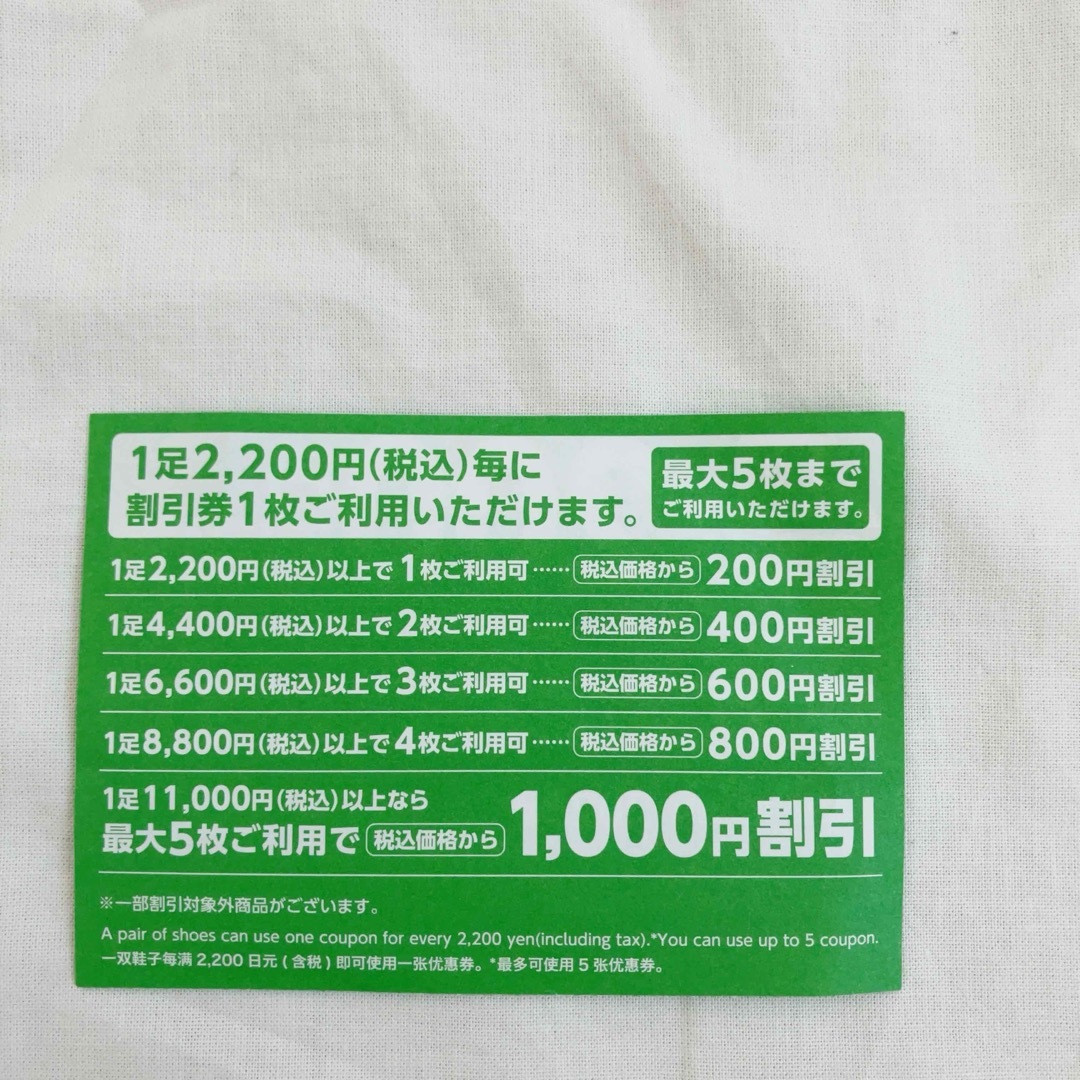 1足2,200円(税込)毎に
割引券1枚ご利用いただけます。
最大5枚まで
ご利用いただけます。
1足2,200円(税込)以上で 1枚ご利用可……税込価格から 200円割引
1足4,400円(税込)以上で 2枚ご利用可……税込価格から 400円割引
1足6,600円(税込)以上で 3枚ご利用可……税込価格から 600円割引
1足8,800円(税込)以上で 4枚ご利用可……税込価格から 800円割引
1足11,000円(税込)以上なら
最大5枚ご利用で 税込価格から 1,000円割引
※一部割引対象外商品がございます。
A pair of shoes can use one coupon for every 2,200 yen(including tax).*You can use up to 5 coupon.
一双鞋子每满 2,200 日元 ( 含税 ) 即可使用一张优惠券。*最多可使用 5 张优惠券。